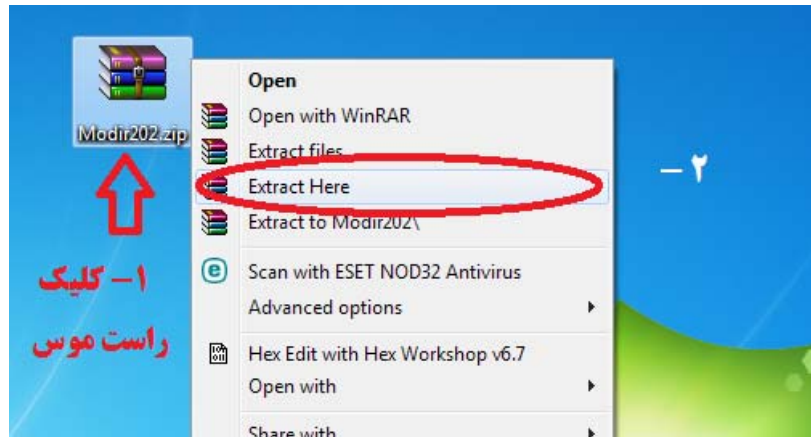 Open
Open with WinRAR
Modir202.zip
Extract files...
Extract Here
۲ –
Extract to Modir202\
۱ – کلیک
راست موس
Scan with ESET NOD32 Antivirus
Advanced options
Hex Edit with Hex Workshop v6.7
Open with
Share with